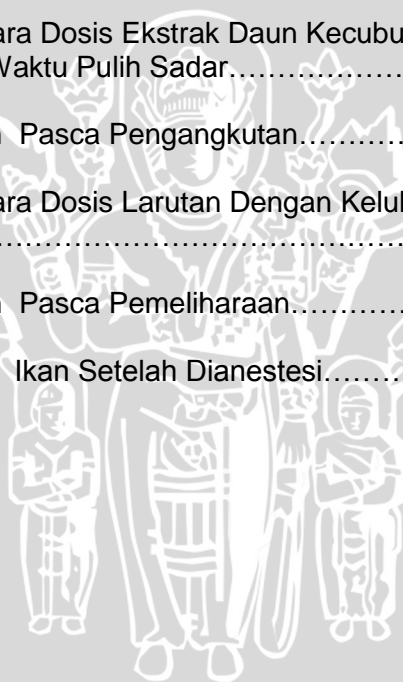 ara Dosis Ekstrak Daun Kecubu
Waktu Pulih Sadar………………..
Pasca Pengangkutan…………..
ara Dosis Larutan Dengan Kelul
……………………………………..
Pasca Pemeliharaan……………
Ikan Setelah Dianestesi………